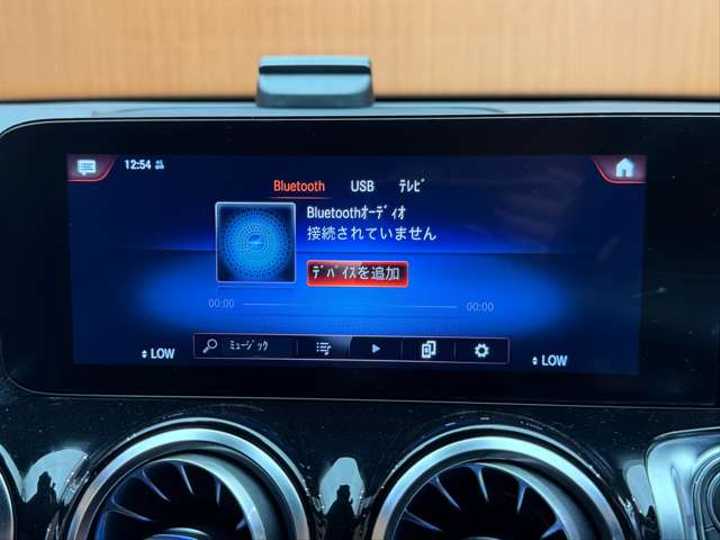 12:54
Bluetooth USB ﾃﾚﾋﾞ
Bluetoothｵｰﾃﾞｨｵ
接続されていません
ﾃﾞﾊﾞｲｽを追加
00:00 00:00
LOW ﾐｭｰｼﾞｯｸ LOW